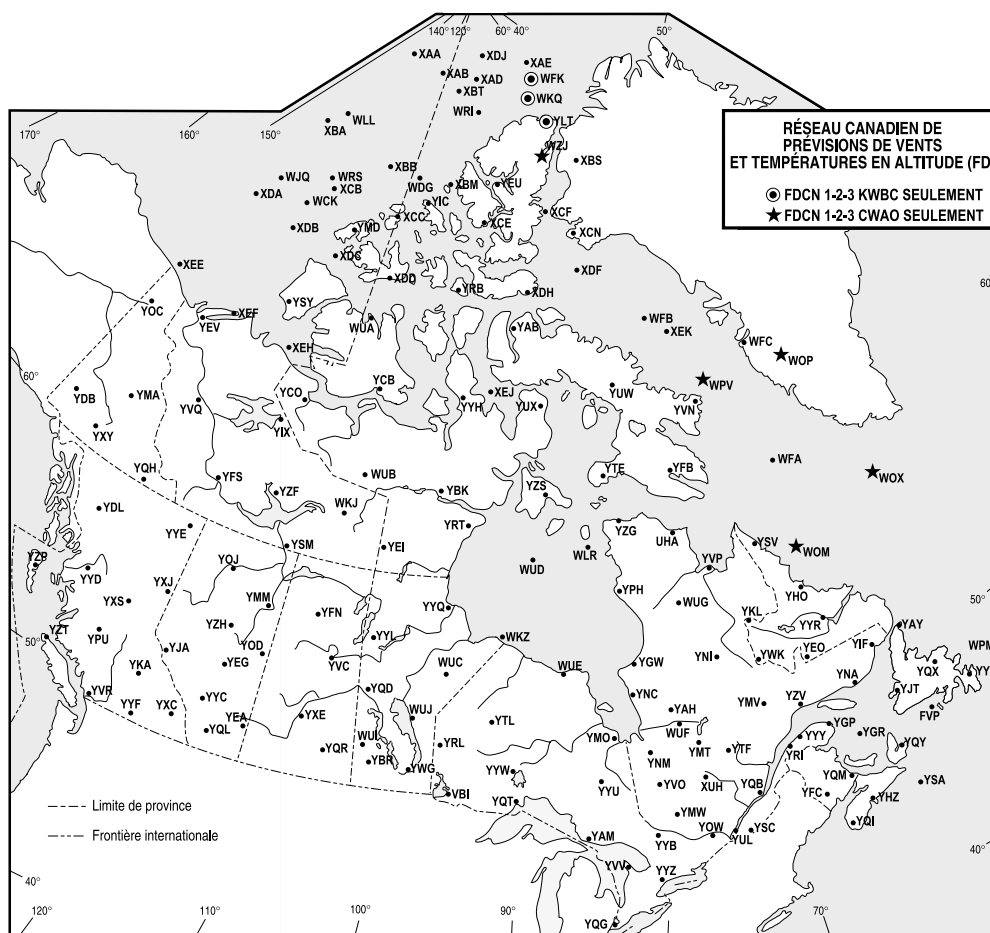 140° 120° 60° 40° 50°
XAA XDJ XAE
XAB XAD WFK
XBT WKQ
WRI YLT
WLL
XBA
170° 160° 150°
RÉSEAU CANADIEN DE
PRÉVISIONS DE VENTS
ET TEMPÉRATURES EN ALTITUDE (FD
FDCN 1-2-3 KWBC SEULEMENT
FDCN 1-2-3 CWAO SEULEMENT
WZJ XBS
XBB
WJQ WRS WDG XBM YEU
XDA XCB
WCK YIC
XCC XCF
XDB YMD XCE XCN
XDC
XEE XDD XDF
YRB XDH
60°
YOC YSY
YEV XEF WUA YAB WFB
XEK
XEH WFC WOP
YDB YMA YCB WPV
60° YVQ YCO YYH XEJ YUW
YUX YVN
YXY YIX
WFA
YQH YFS WUB YTE YFB WOX
YZF YBK YZS
YDL WKJ
YYE YRT YZG
UHA YSV
YSM YEI WLR WOM
YZP WUD
YYD YOJ YVP
YXJ YPH YHO
50°
YXS YMM YFN YYQ WUG
YKL YYR
YZT YPU YZH YYL WKZ YAY
50° YIF
YJA YOD WPM
YKA YEG YVC WUC WUE YGW YNI YWK YEO YQX
YY
YNA
YVR YQD YNC YJT
YYC YMV YZV
YYF YXC YXE WUJ YAH FVP
YEA YTL
YQL WUF YGP
WUI YRL YMO YMT YYY YGR
YQR YTF YRI YQY
YBR YNM
YWG YYW YQM
YYU YVO XUH YQB YSA
VBI YFC YHZ
YQT
YMW YQI
YAM YYB YOW YUL YSC
YVV YYZ
40°
YQG
Limite de province
Frontière internationale
40°
120° 110° 100° 90° 70°